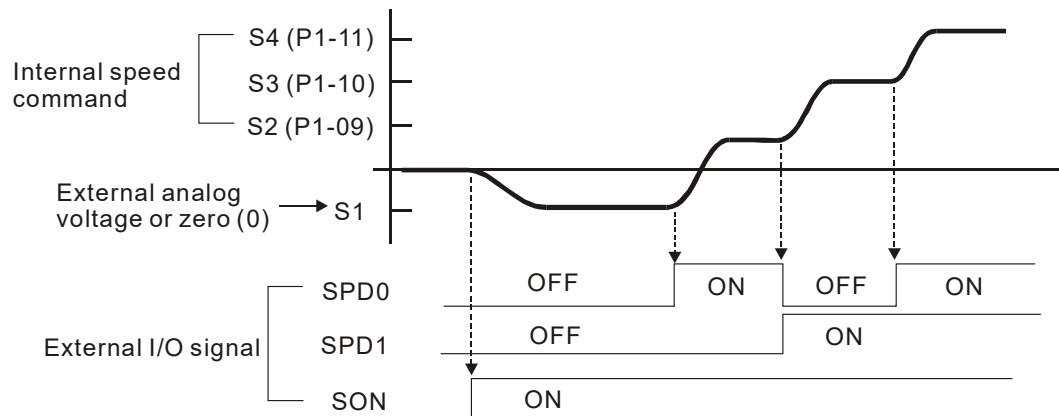 S4 (P1-11)
Internal speed
command
S3 (P1-10)
S2 (P1-09)
External analog
voltage or zero (0)
S1
SPD0
OFF
ON
OFF
ON
External I/O signal
SPD1
OFF
ON
SON
ON